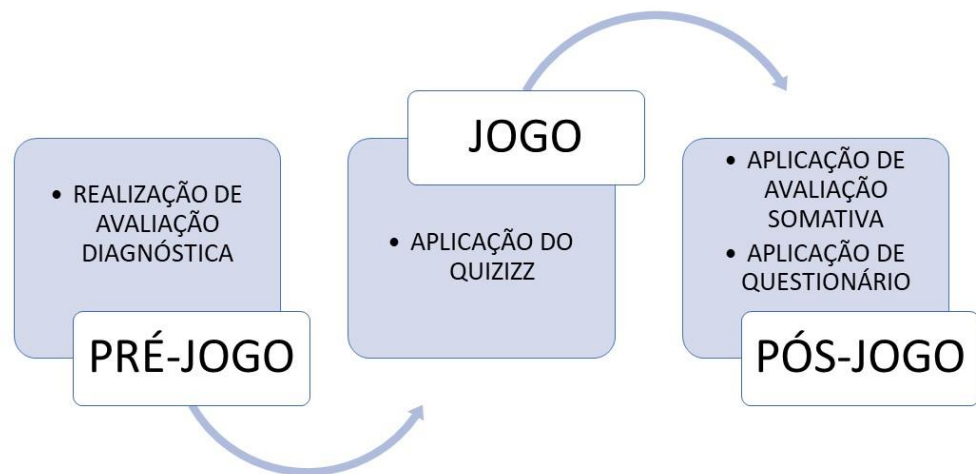 • REALIZAÇÃO DE
AVALIAÇÃO
DIAGNÓSTICA
PRÉ-JOGO
JOGO
• APLICAÇÃO DO
QUIZIZZ
• APLICAÇÃO DE
AVALIAÇÃO
SOMATIVA
• APLICAÇÃO DE
QUESTIONÁRIO
PÓS-JOGO